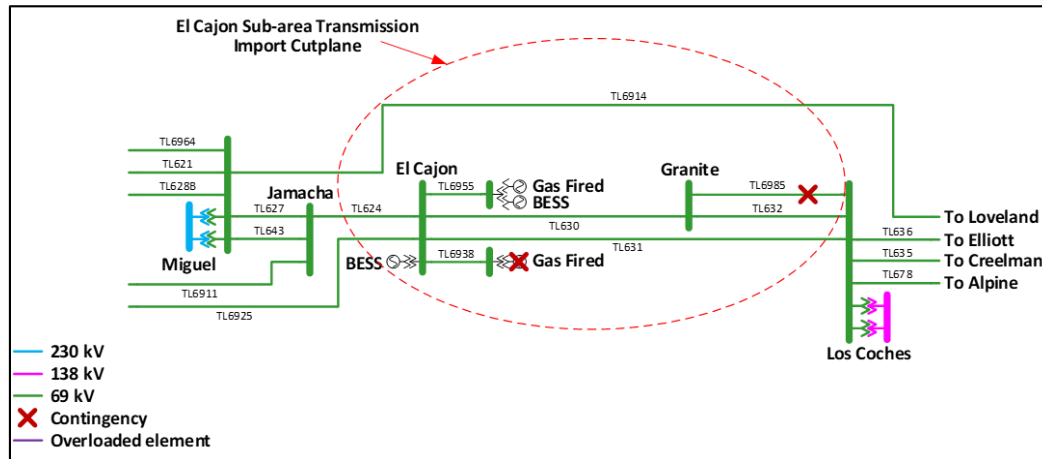 El Cajon Sub-area Transmission
Import Cutplane
TL6914
TL6964
TL621
TL6288
El Cajon
TL6955
Gas Fired
BESS
Granite
TL6985
Jamacha
TL627
TL624
TL632
To Loveland
TL643
TL630
TL636
To Elliott
TL631
Miguel
BESS
TL6938
Gas Fired
TL635
To Creelman
TL6911
TL678
To Alpine
TL6925
Los Coches
230 kV
138 kV
69 kV
Contingency
Overloaded element